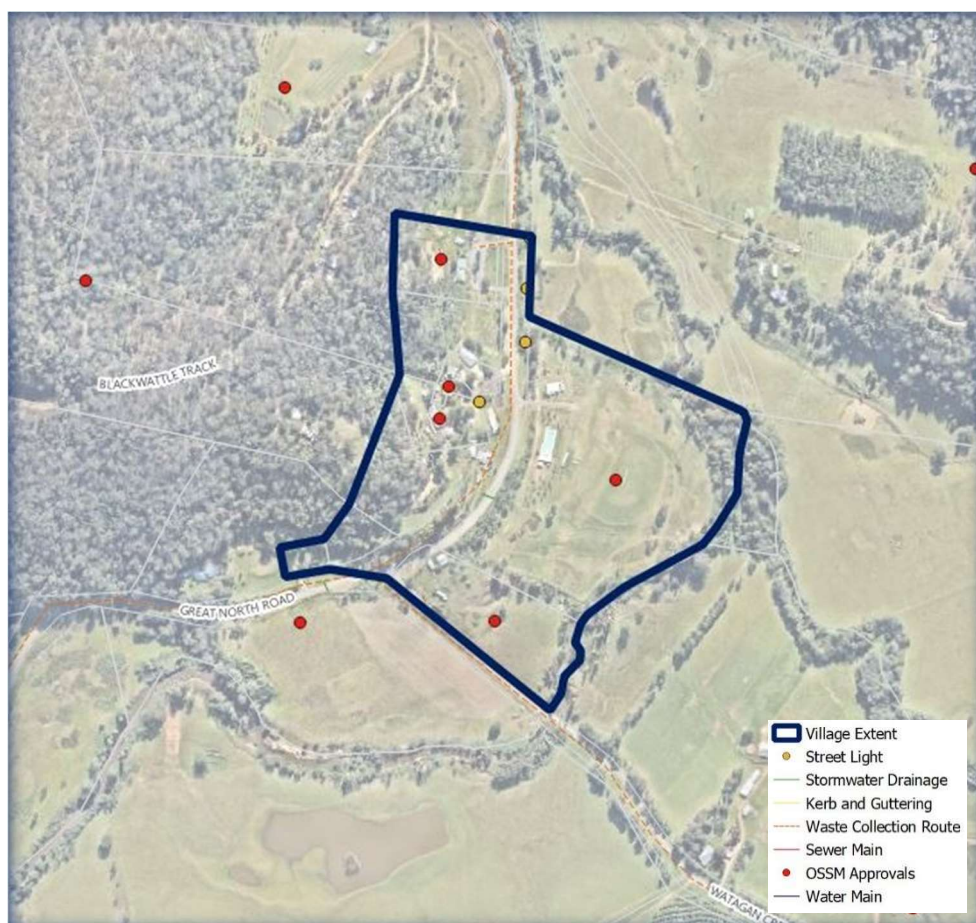 BLACKWATTLE TRACK
GREAT NORTH ROAD
WATAGAN
Village Extent
Street Light
Stormwater Drainage
Kerb and Guttering
Waste Collection Route
Sewer Main
OSSM Approvals
Water Main